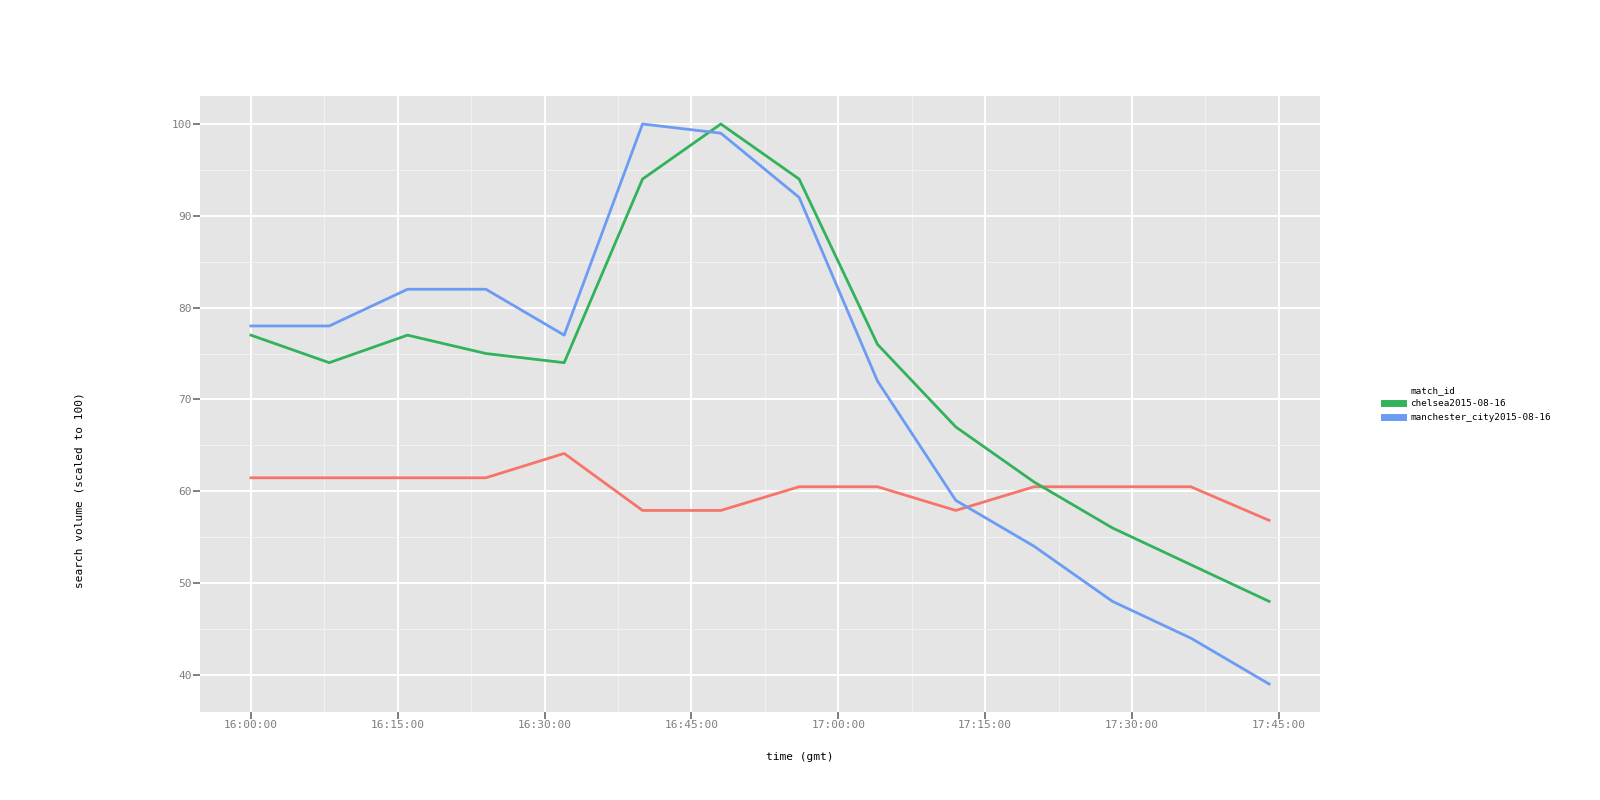 100
90
80
70
60
50
40
search volume (scaled to 100)
16:00:00 16:15:00 16:30:00 16:45:00 17:00:00 17:15:00 17:30:00 17:45:00
time (gmt)
match_id
chelsea2015-08-16
manchester_city2015-08-16